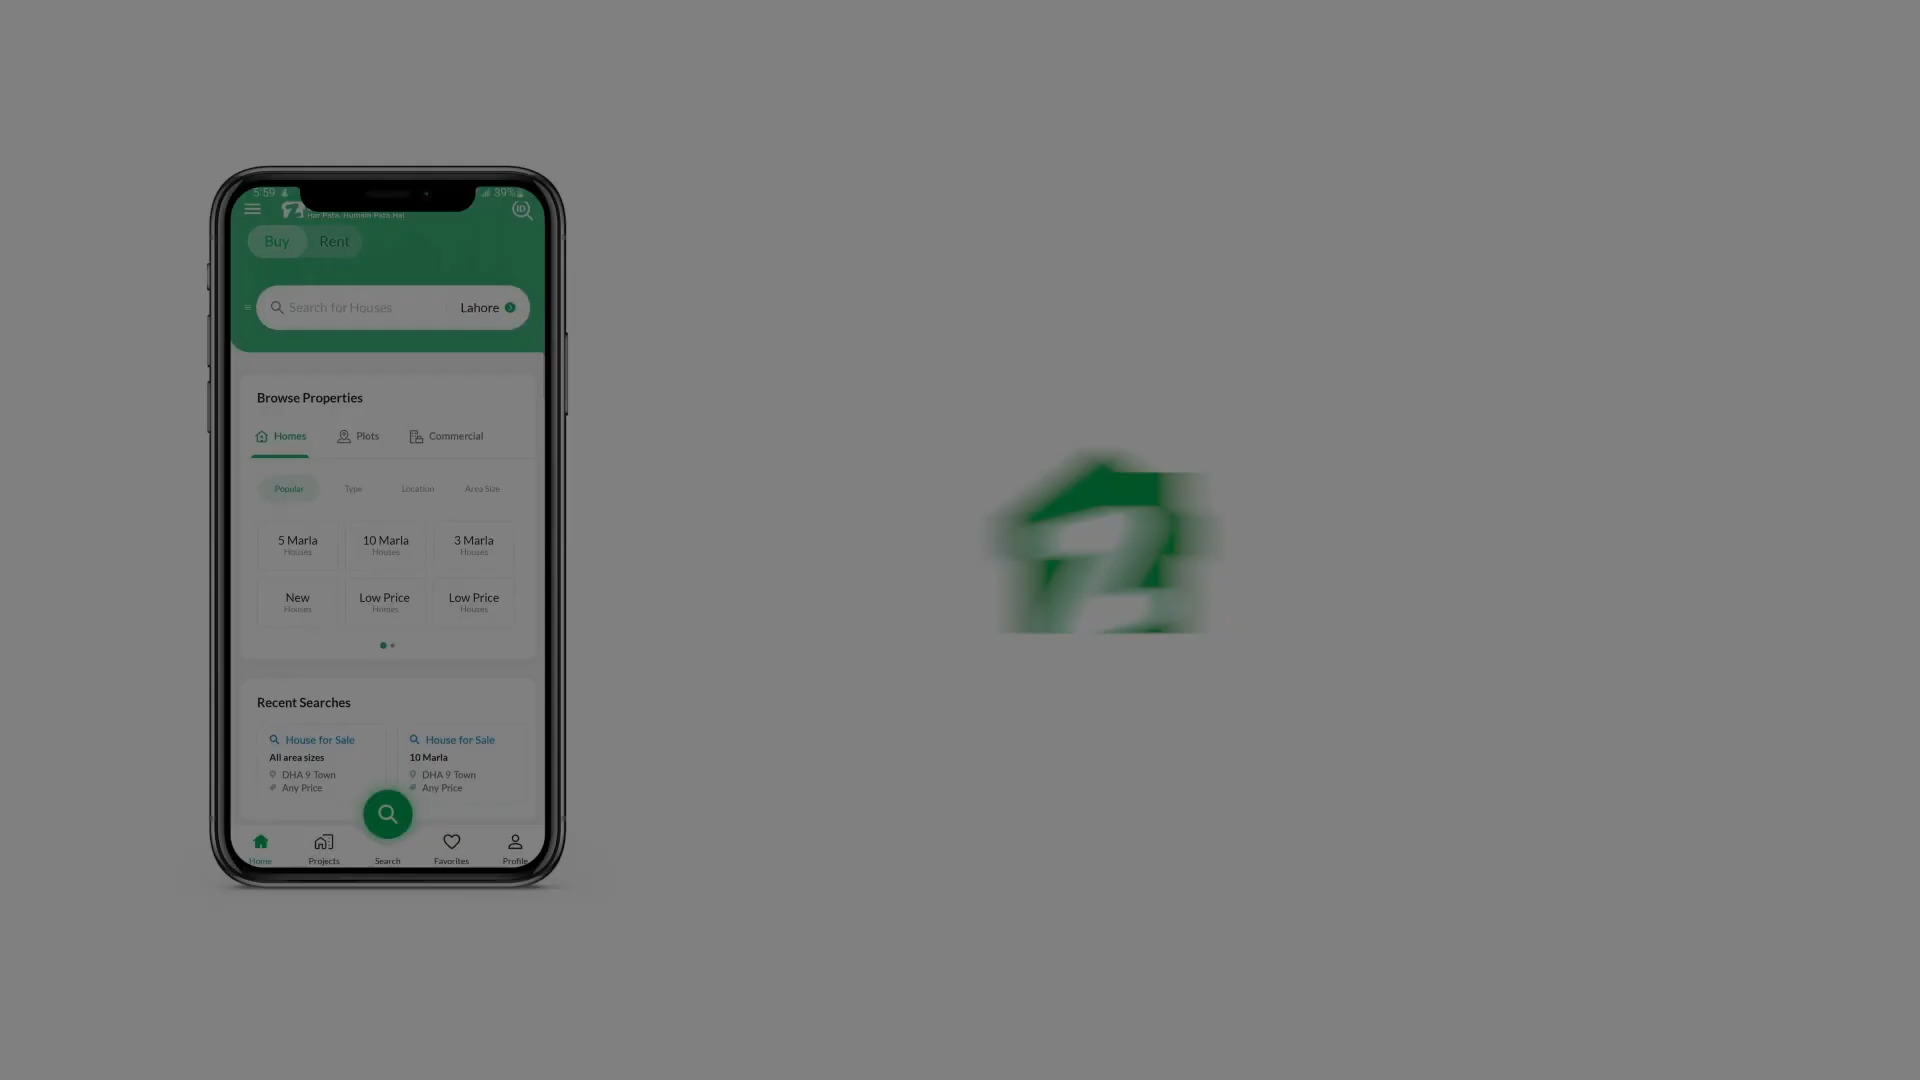 5:59
39%
Har Pata, Humein Pata Hai
ID
Buy
Rent
Search for Houses
Lahore
Browse Properties
Homes
Plots
Commercial
Popular
Type
Location
Area Size
5 Marla
10 Marla
3 Marla
Houses
Houses
Houses
New
Low Price
Low Price
Houses
Homes
Houses
Recent Searches
House for Sale
All area sizes
DHA 9 Town
Any Price
House for Sale
10 Marla
DHA 9 Town
Any Price
Home
Projects
Search
Favorites
Profile